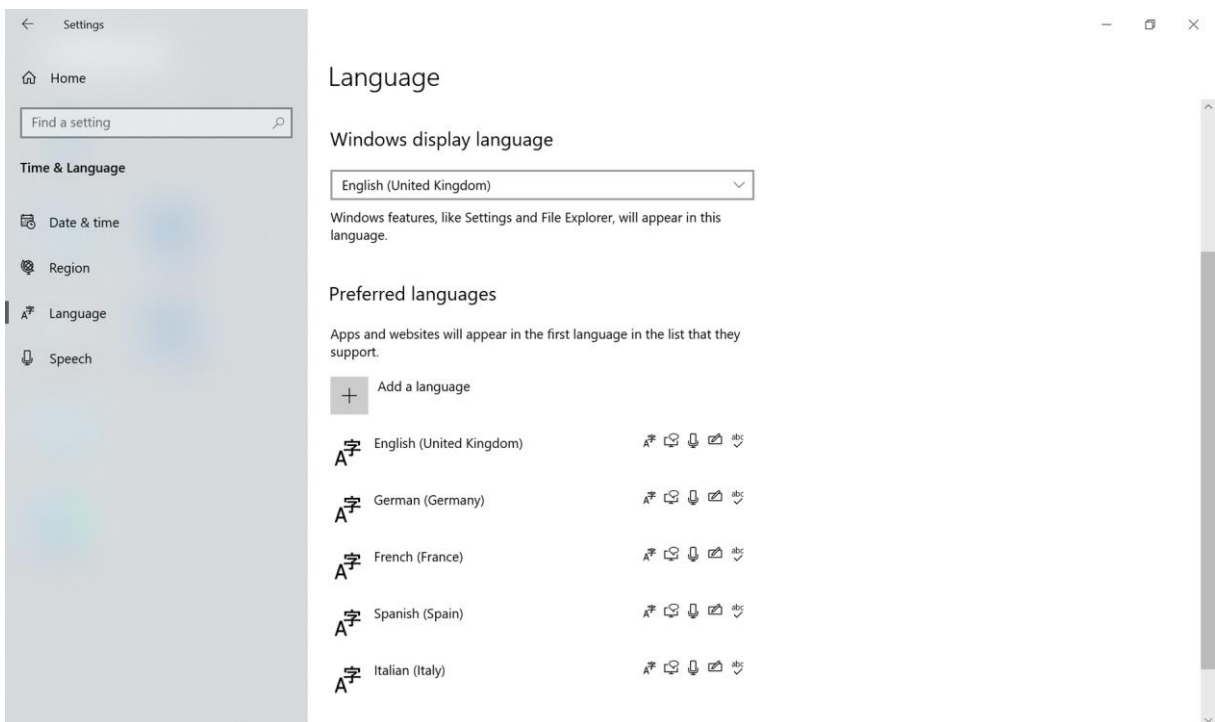 Settings
Home
Find a setting
Time & Language
Date & time
Region
Language
Speech
Language
Windows display language
English (United Kingdom)
Windows features, like Settings and File Explorer, will appear in this
language.
Preferred languages
Apps and websites will appear in the first language in the list that they
support.
Add a language
English (United Kingdom)
German (Germany)
French (France)
Spanish (Spain)
Italian (Italy)